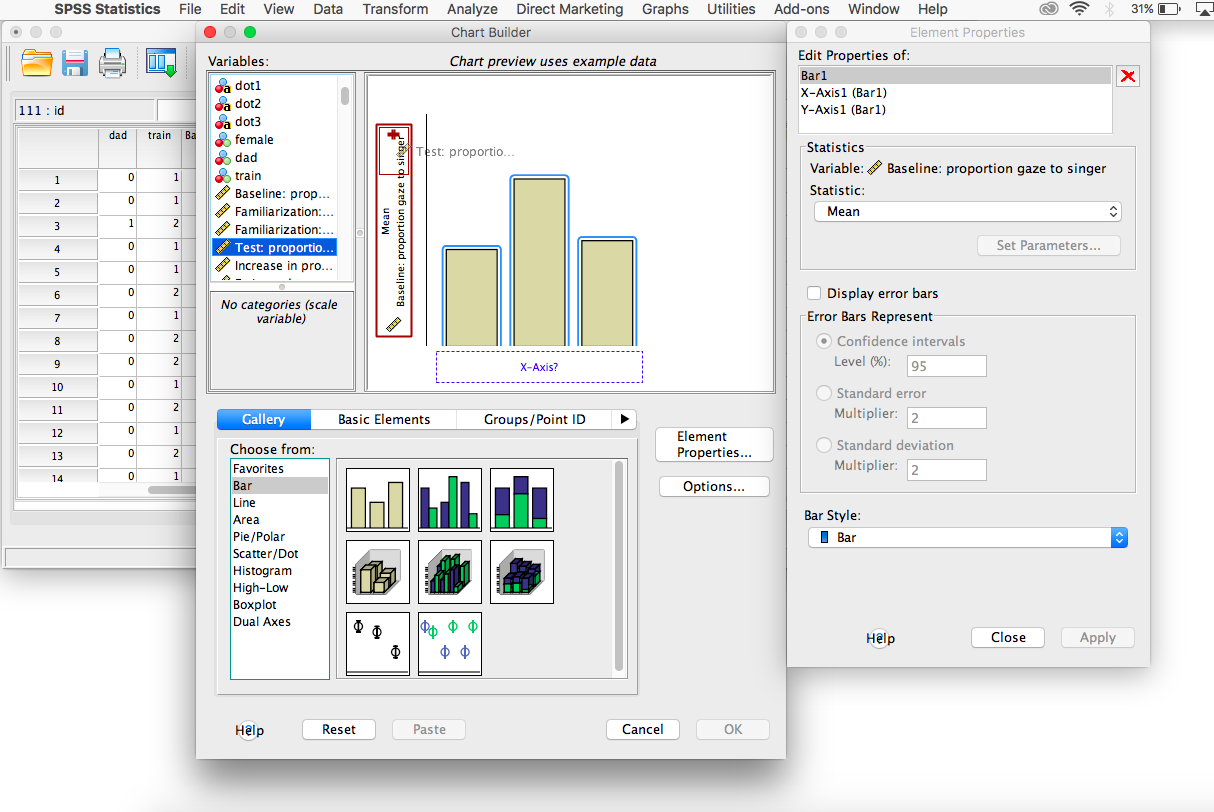 SPSS Statistics File Edit View Data Transform Analyze Direct Marketing Graphs Utilities Add-ons Window Help 31%
Chart Builder
Element Properties
111 : id
dad train Ba
1 0 1
2 0 1
3 1 2
4 0 1
5 0 1
6 0 2
7 0 1
8 0 2
9 0 2
10 0 1
11 0 2
12 0 1
13 0 2
14 0 1
Variables:
Chart preview uses example data
dot1
dot2
dot3
female
dad
train
Baseline: prop...
Familiarization:...
Familiarization:...
Test: proportio...
Increase in pro...
No categories (scale
variable)
Mean
Baseline: proportion gaze to singer
Test: proportio...
X-Axis?
Gallery Basic Elements Groups/Point ID
Choose from:
Favorites
Bar
Line
Area
Pie/Polar
Scatter/Dot
Histogram
High-Low
Boxplot
Dual Axes
Element
Properties...
Options...
Help Reset Paste Cancel OK
Edit Properties of:
Bar1
X-Axis1 (Bar1)
Y-Axis1 (Bar1)
Statistics
Variable: Baseline: proportion gaze to singer
Statistic:
Mean
Set Parameters...
Display error bars
Error Bars Represent
Confidence intervals
Level (%): 95
Standard error
Multiplier: 2
Standard deviation
Multiplier: 2
Bar Style:
Bar
Help Close Apply